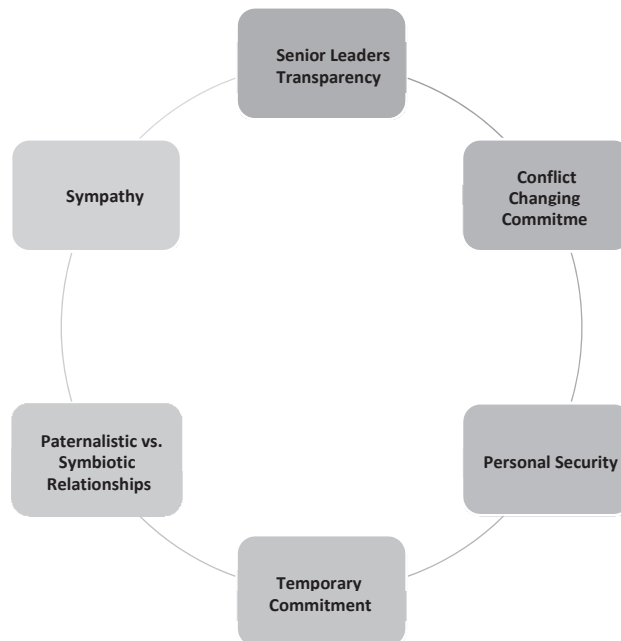 Senior Leaders
Transparency
Conflict
Changing
Commitme
Personal Security
Temporary
Commitment
Paternalistic vs.
Symbiotic
Relationships
Sympathy